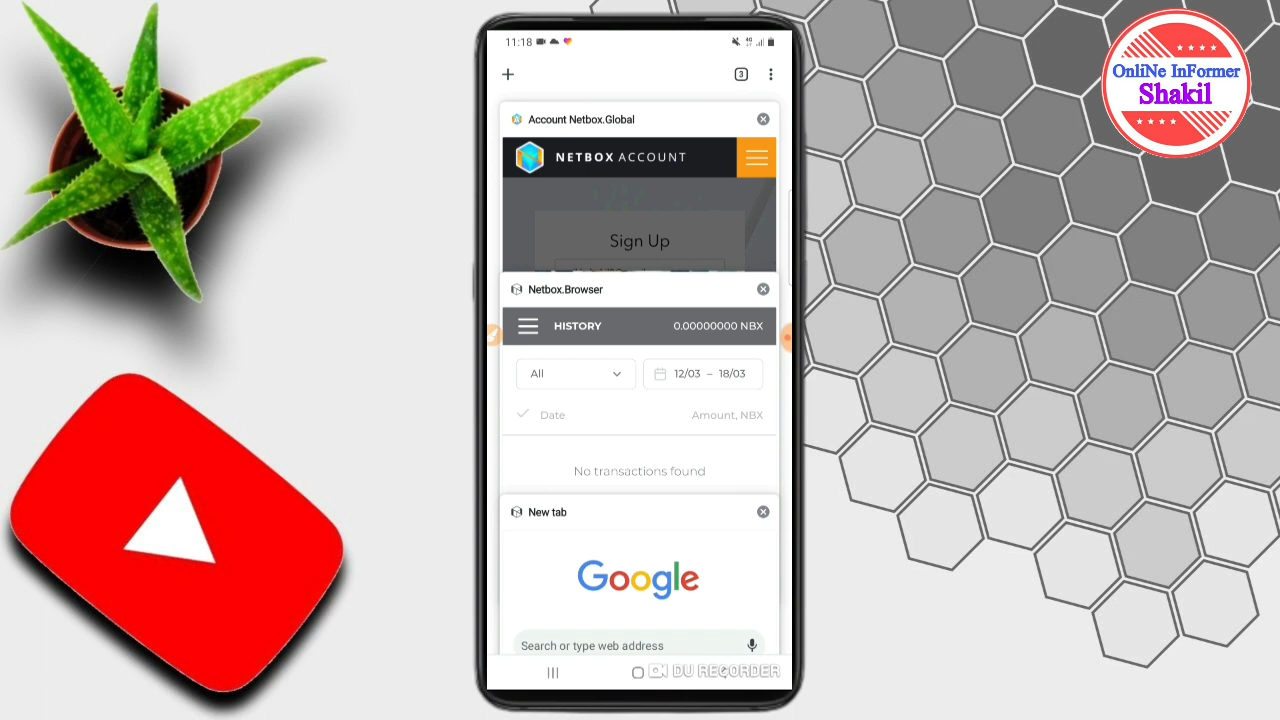 OnliNe InFormer
Shakil
11:18
4G
3
Account Netbox.Global
NETBOX ACCOUNT
Sign Up
Netbox.Browser
HISTORY 0.00000000 NBX
All 12/03 – 18/03
Date Amount, NBX
No transactions found
New tab
Google
Search or type web address
DU RECORDER